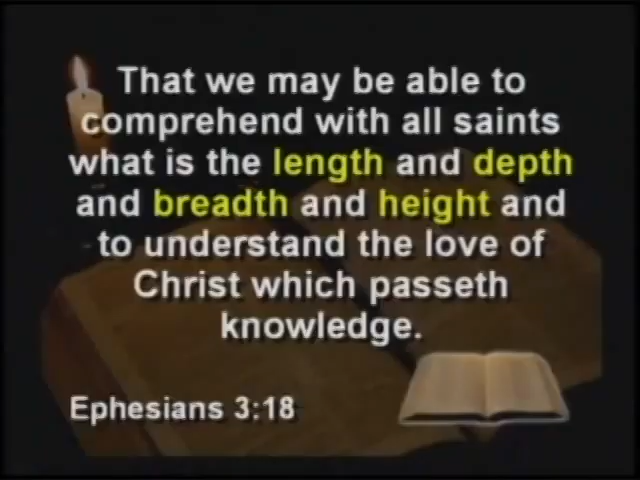 That we may be able to
comprehend with all saints
what is the length and depth
and breadth and height and
to understand the love of
Christ which passeth
knowledge.
Ephesians 3:18